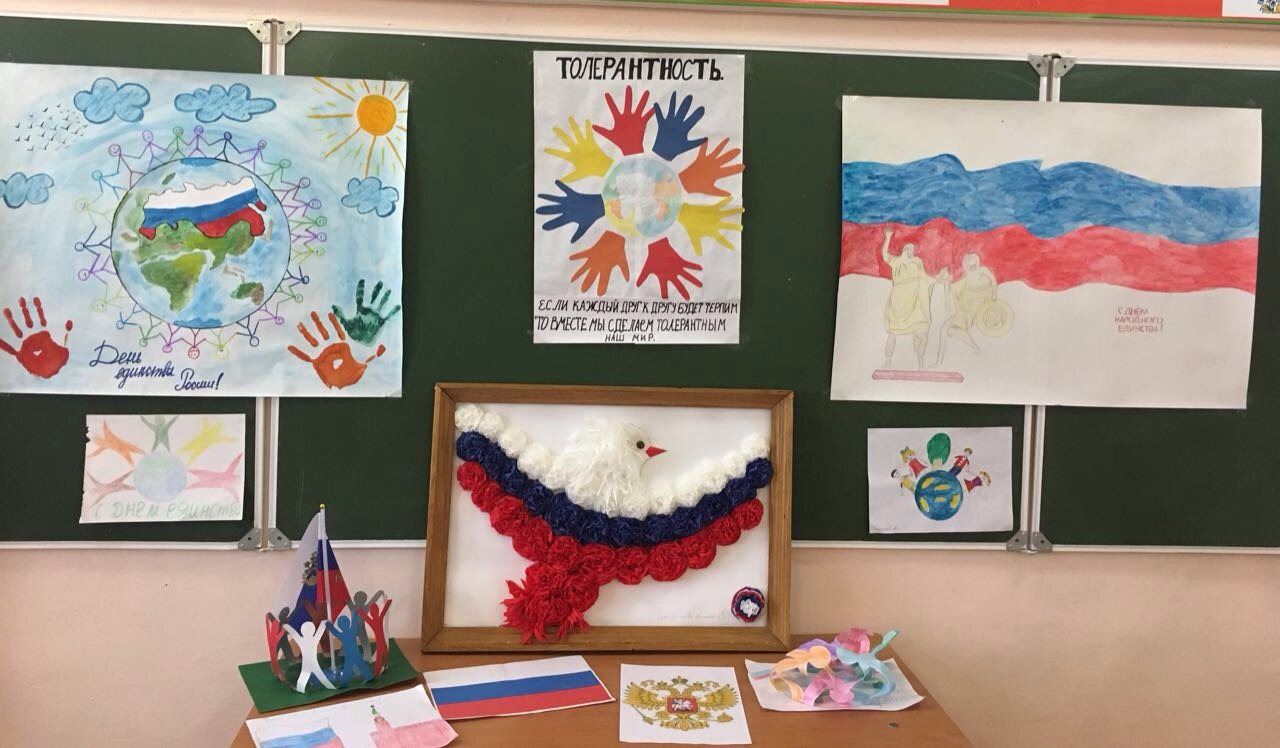 ТОЛЕРАНТНОСТЬ.
ЕСЛИ КАЖДЫЙ ДРУГ К ДРУГУ БУДЕТ ТЕРПИМ
ТО ВМЕСТЕ МЫ СДЕЛАЕМ ТОЛЕРАНТНЫМ
НАШ МИР.
День
единства
России!
С ДНЕМ
НАРОДНОГО
ЕДИНСТВА!
С ДНЕМ ЕДИНСТВА